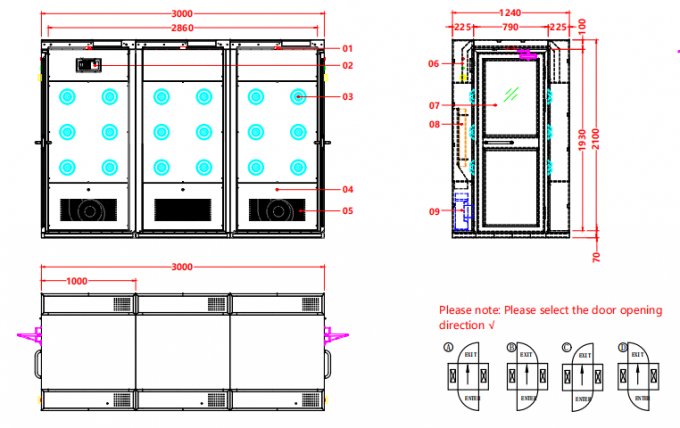 3000
2860
01
02
03
04
05
1240
225
790
225
100
06
07
08
09
1930
2100
70
3000
1000
Please note: Please select the door opening
direction √
A
B
C
D
EXIT
EXIT
EXIT
EXIT
ENTER
ENTER
ENTER
ENTER